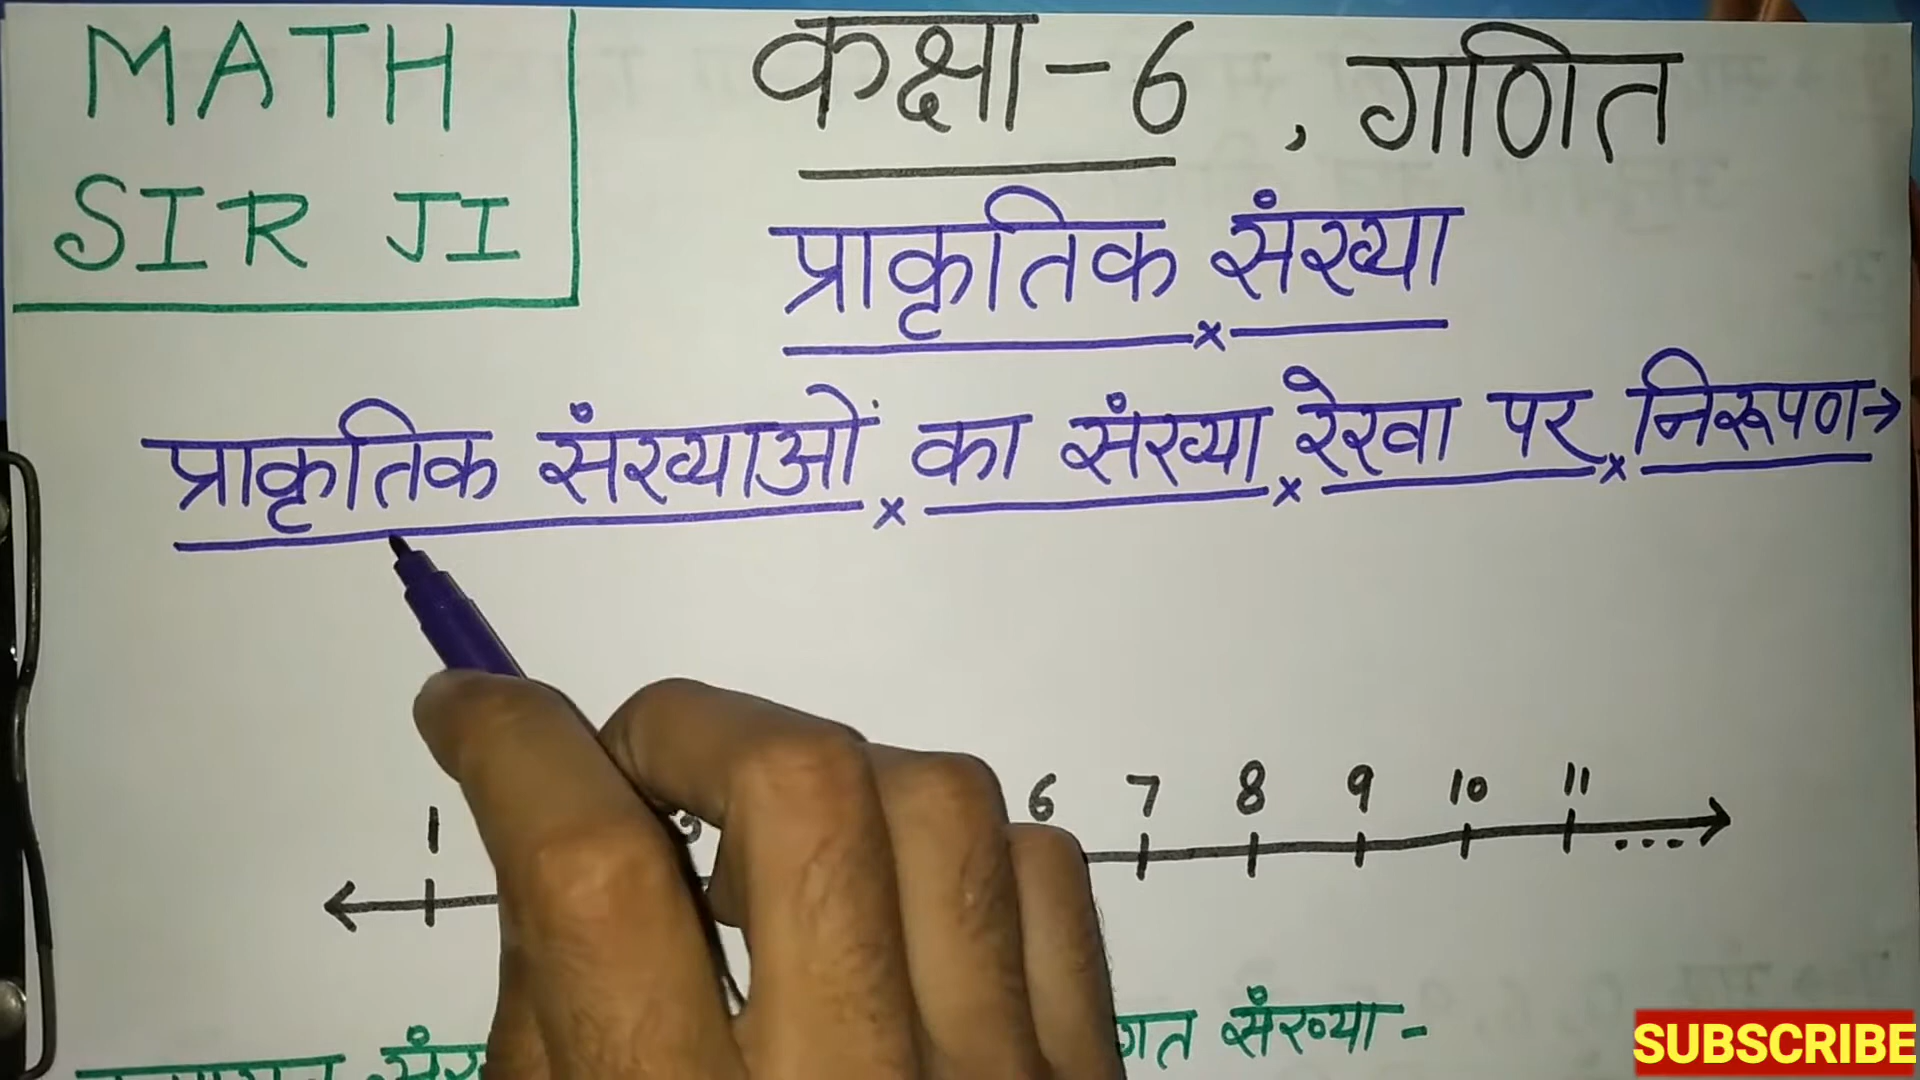 MATH
SIR JI
कक्षा-6, गणित
प्राकृतिक संख्या
प्राकृतिक संख्याओं का संख्या रेखा पर निरूपण→
1 6 7 8 9 10 11 ....
संख्या -
SUBSCRIBE